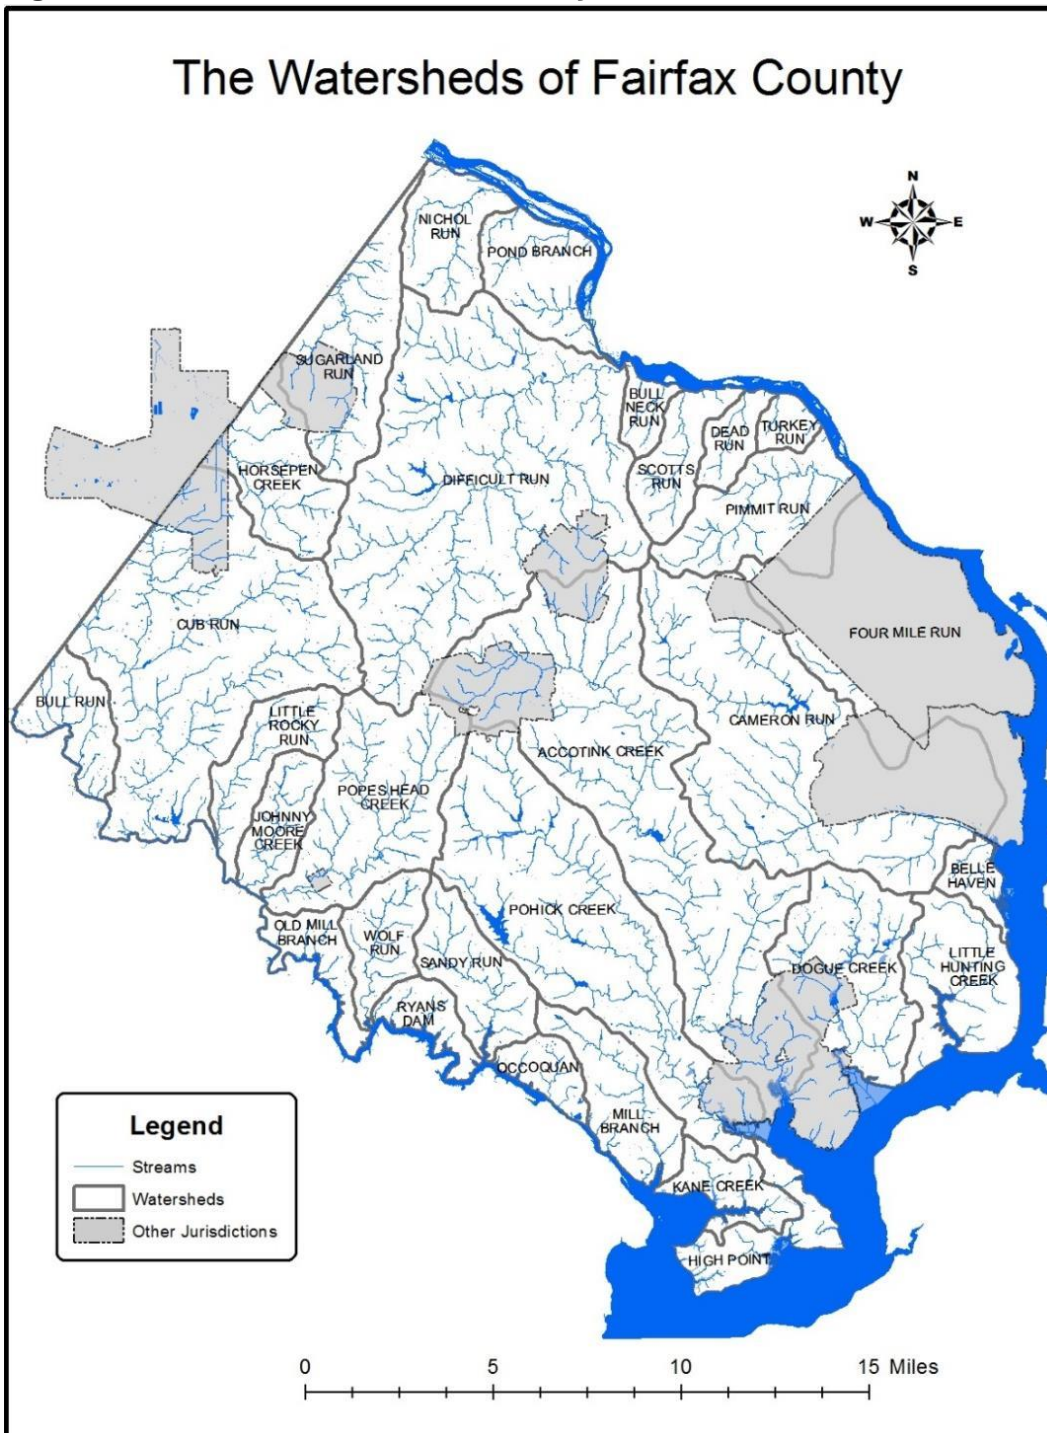 The Watersheds of Fairfax County
N
W
E
S
NICHOL
RUN
POND BRANCH
SUGARLAND
RUN
BULL
NECK
RUN
DEAD
RUN
TURKEY
RUN
SCOTTS
RUN
HORSEPEN
CREEK
DIFFICULT RUN
PIMMIT RUN
CUB RUN
FOUR MILE RUN
BULL RUN
LITTLE
ROCKY
RUN
CAMERON RUN
ACCOTINK CREEK
POPES HEAD
CREEK
JOHNNY
MOORE
CREEK
BELLE
HAVEN
OLD MILL
BRANCH
WOLF
RUN
POHICK CREEK
SANDY RUN
DOGUE CREEK
LITTLE
HUNTING
CREEK
RYANS
DAM
OCCOQUAN
MILL
BRANCH
KANE CREEK
HIGH POINT
Legend
Streams
Watersheds
Other Jurisdictions
0 5 10 15 Miles